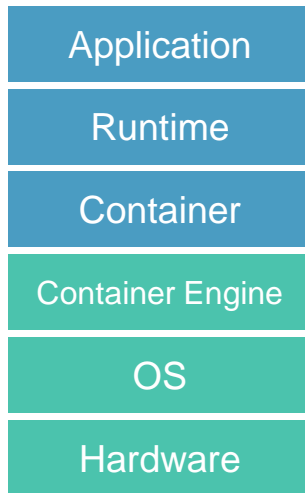 Application
Runtime
Container
Container Engine
OS
Hardware